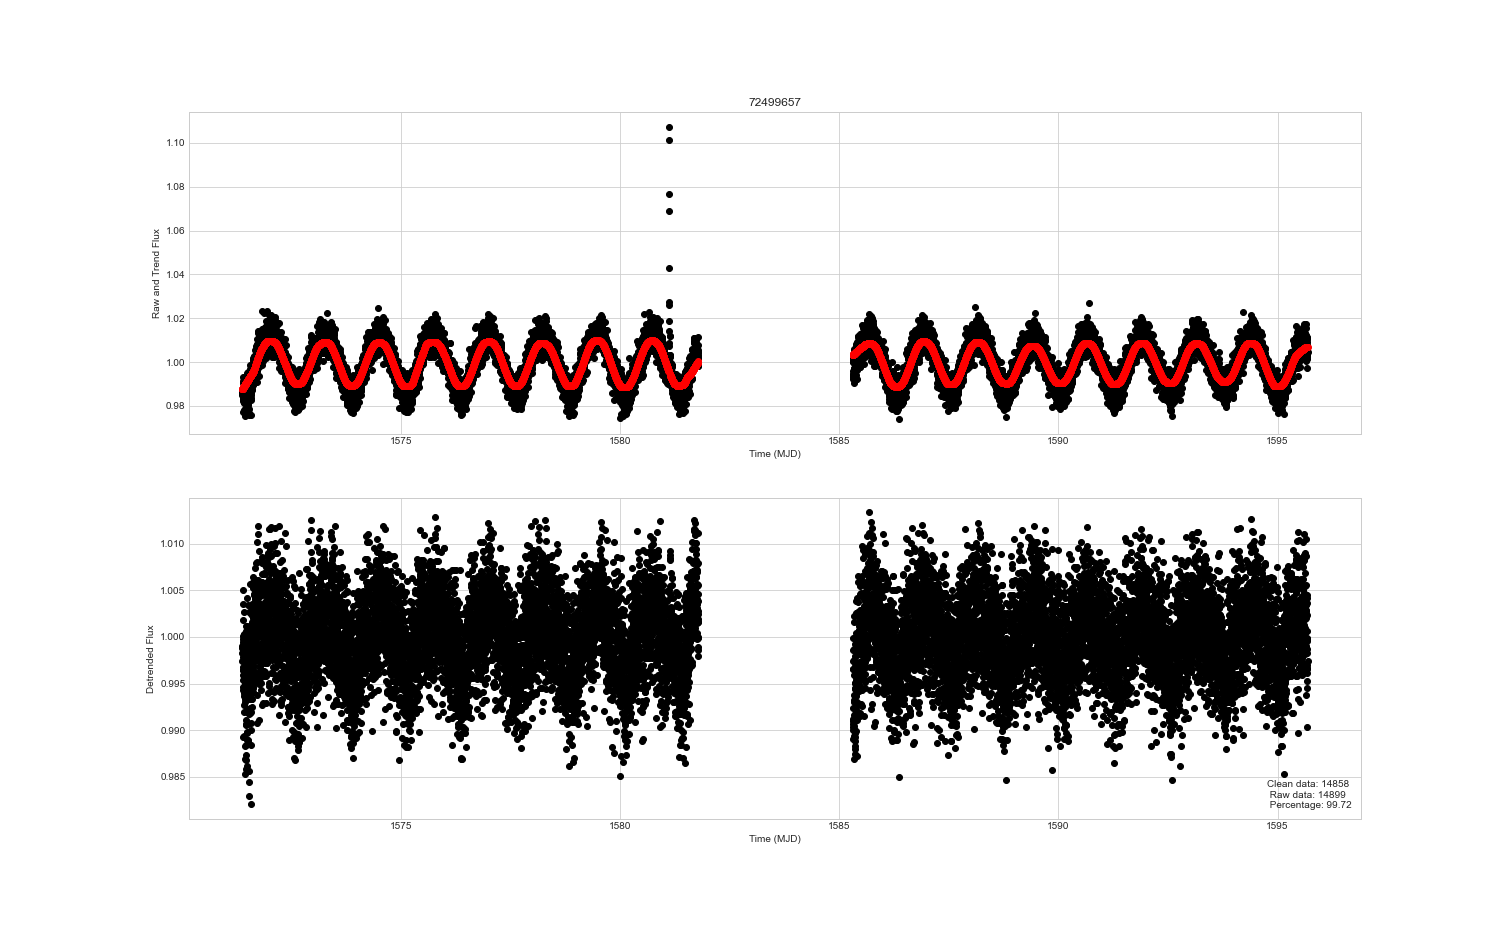 72499657
1.10
1.08
1.06
1.04
1.02
1.00
0.98
Raw and Trend Flux
1575 1580 1585 1590 1595
Time (MJD)
1.010
1.005
1.000
0.995
0.990
0.985
Detrended Flux
Clean data: 14858
Raw data: 14899
Percentage: 99.72
1575 1580 1585 1590 1595
Time (MJD)